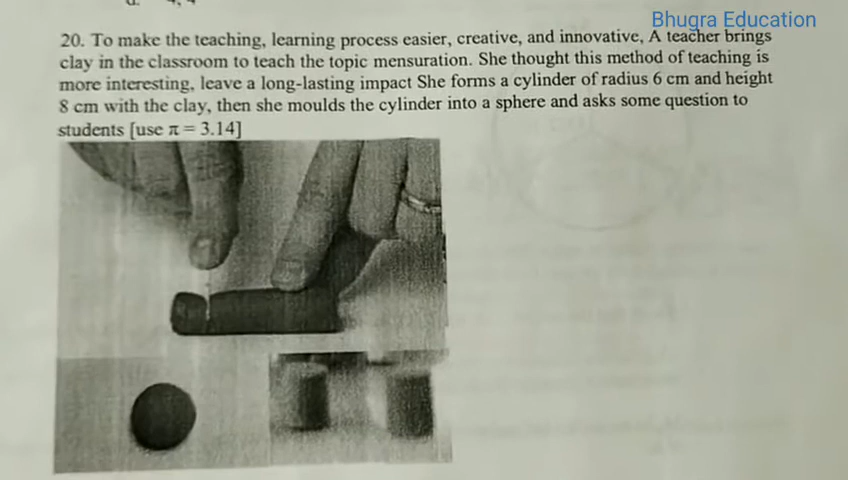 Bhugra Education
20. To make the teaching, learning process easier, creative, and innovative, A teacher brings
clay in the classroom to teach the topic mensuration. She thought this method of teaching is
more interesting, leave a long-lasting impact She forms a cylinder of radius 6 cm and height
8 cm with the clay, then she moulds the cylinder into a sphere and asks some question to
students [use π = 3.14]